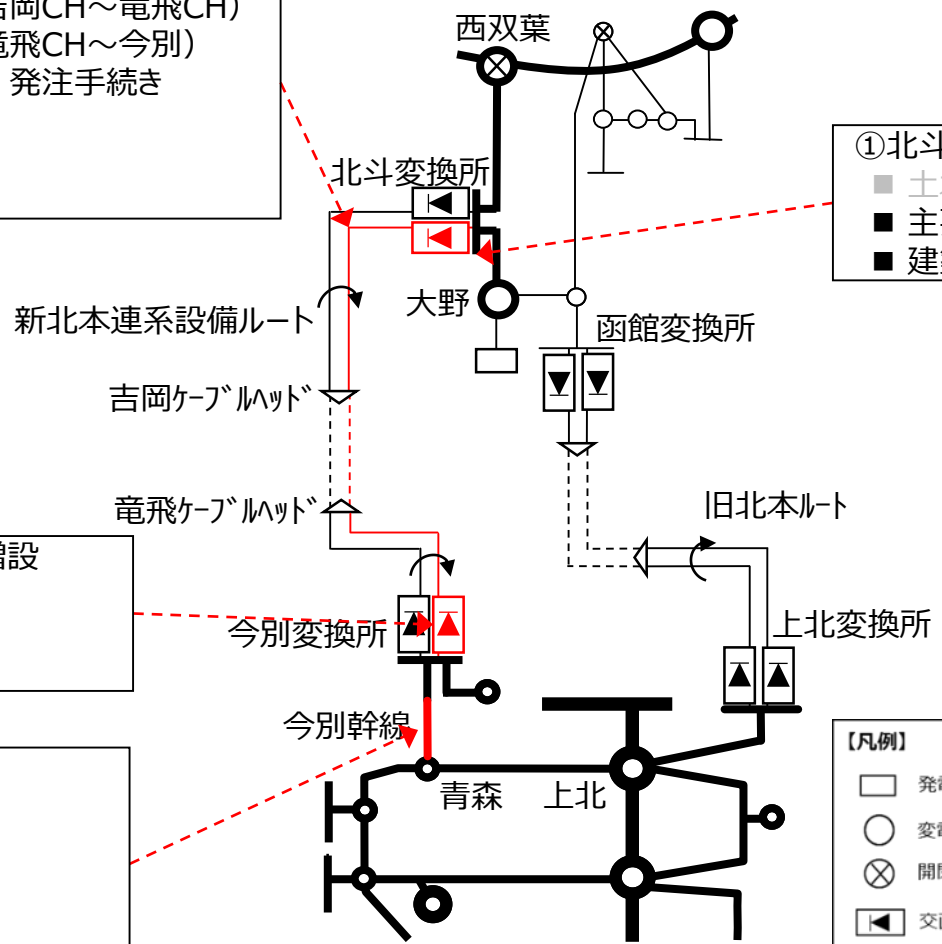 岡CH～竜飛CH）
飛CH～今別）
発注手続き
西双葉
北斗変換所
①北斗
■ 主
■ 建
大野
新北本連系設備ルート
函館変換所
吉岡ケーブルヘッド
竜飛ケーブルヘッド
旧北本ルート
増設
今別変換所
上北変換所
今別幹線
青森
上北
【凡例】
発
変
開
交